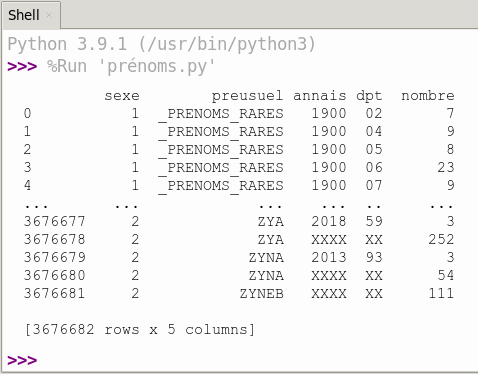 Shell ×
Python 3.9.1 (/usr/bin/python3)
>>> %Run 'prénoms.py'
sexe preusuel annais dpt nombre
0 1 _PRENOMS_RARES 1900 02 7
1 1 _PRENOMS_RARES 1900 04 9
2 1 _PRENOMS_RARES 1900 05 8
3 1 _PRENOMS_RARES 1900 06 23
4 1 _PRENOMS_RARES 1900 07 9
... ... ... ... .. ...
3676677 2 ZYA 2018 59 3
3676678 2 ZYA XXXX XX 252
3676679 2 ZYNA 2013 93 3
3676680 2 ZYNA XXXX XX 54
3676681 2 ZYNEB XXXX XX 111
[3676682 rows x 5 columns]
>>>